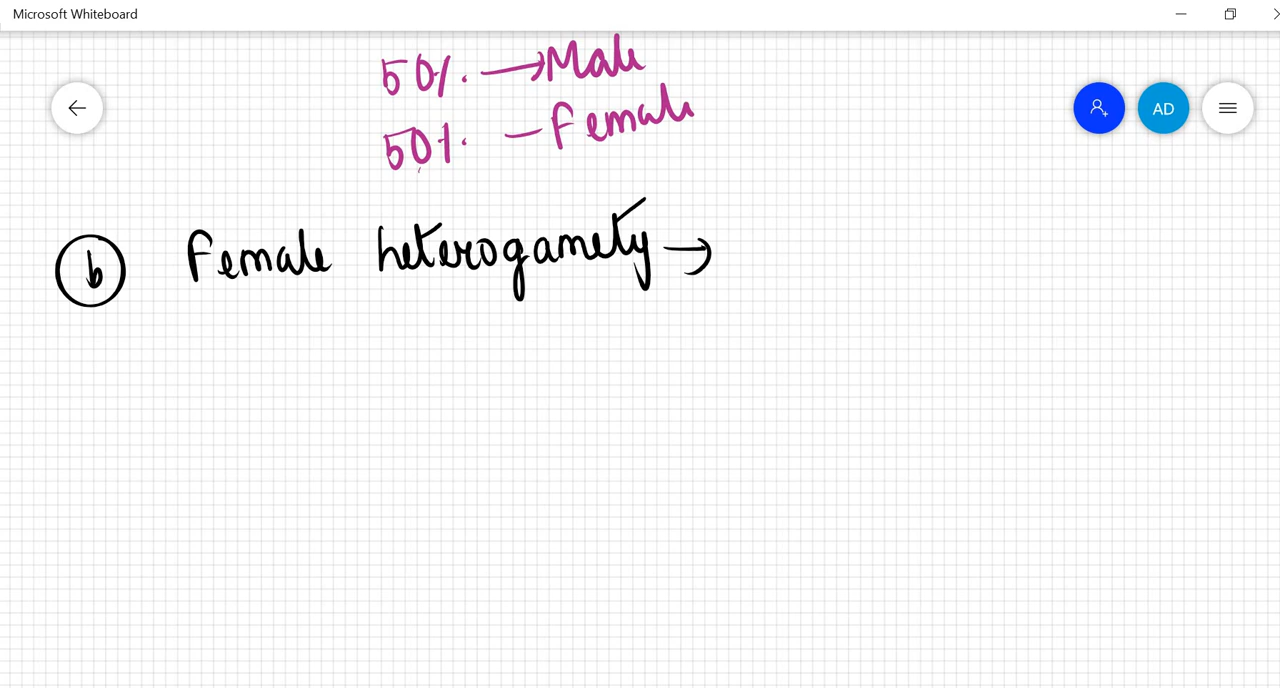 Microsoft Whiteboard
50%. →Male
50%. —Female
AD
b Female heterogamety →